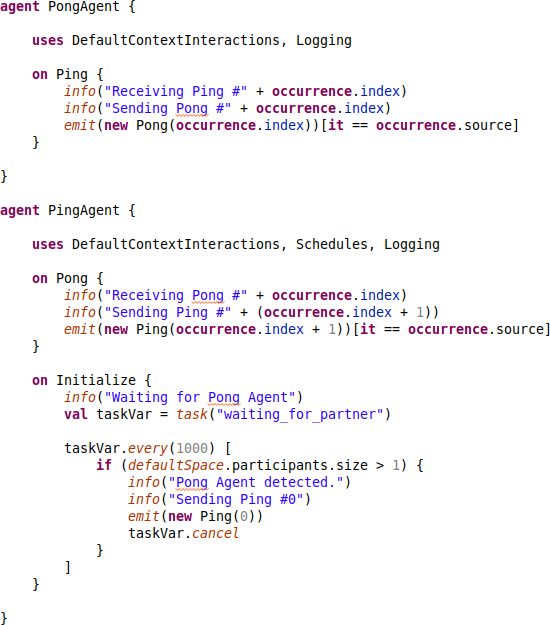 agent PongAgent {
uses DefaultContextInteractions, Logging
on Ping {
info("Receiving Ping #" + occurrence.index)
info("Sending Pong #" + occurrence.index)
emit(new Pong(occurrence.index))[it == occurrence.source]
}
}
agent PingAgent {
uses DefaultContextInteractions, Schedules, Logging
on Pong {
info("Receiving Pong #" + occurrence.index)
info("Sending Ping #" + (occurrence.index + 1))
emit(new Ping(occurrence.index + 1))[it == occurrence.source]
}
on Initialize {
info("Waiting for Pong Agent")
val taskVar = task("waiting_for_partner")
taskVar.every(1000) [
if (defaultSpace.participants.size > 1) {
info("Pong Agent detected.")
info("Sending Ping #0")
emit(new Ping(0))
taskVar.cancel
}
]
}
}